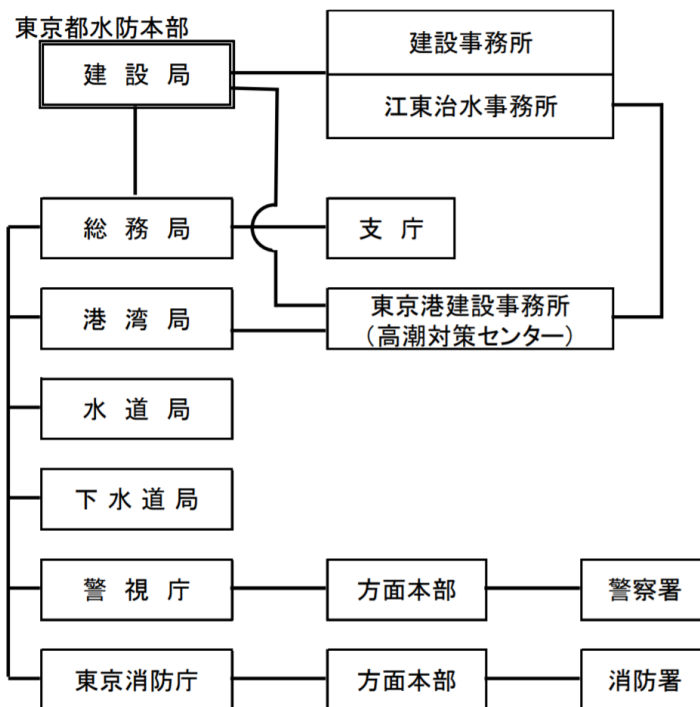 東京都水防本部
建設局
建設事務所
江東治水事務所
総務局
支庁
港湾局
東京港建設事務所
（高潮対策センター）
水道局
下水道局
警視庁
方面本部
警察署
東京消防庁
方面本部
消防署